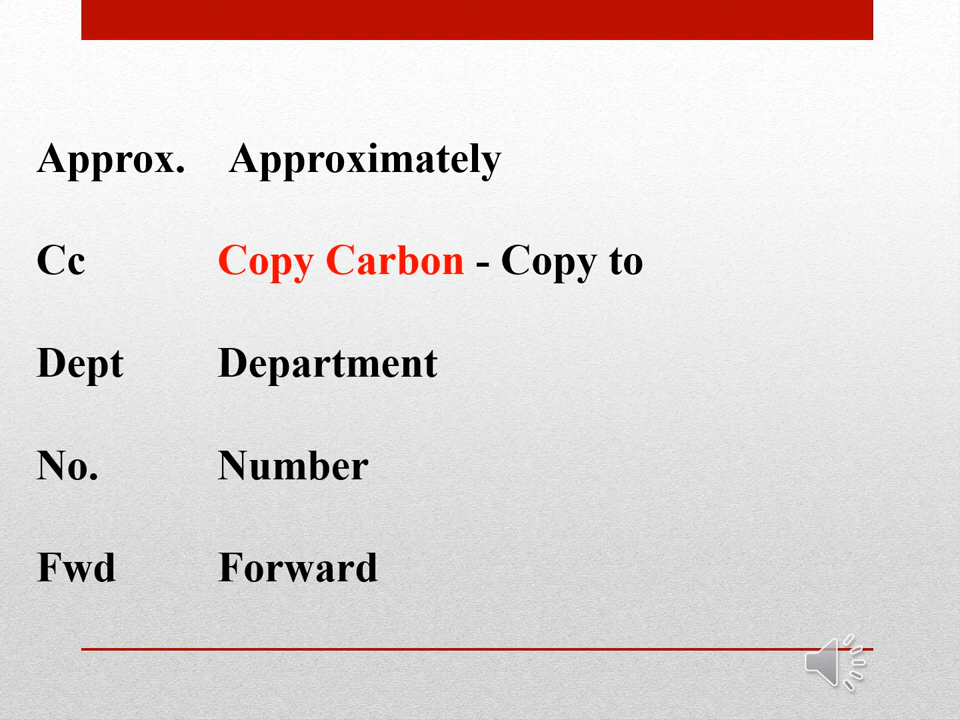 Approx. Approximately
Cc Copy Carbon - Copy to
Dept Department
No. Number
Fwd Forward